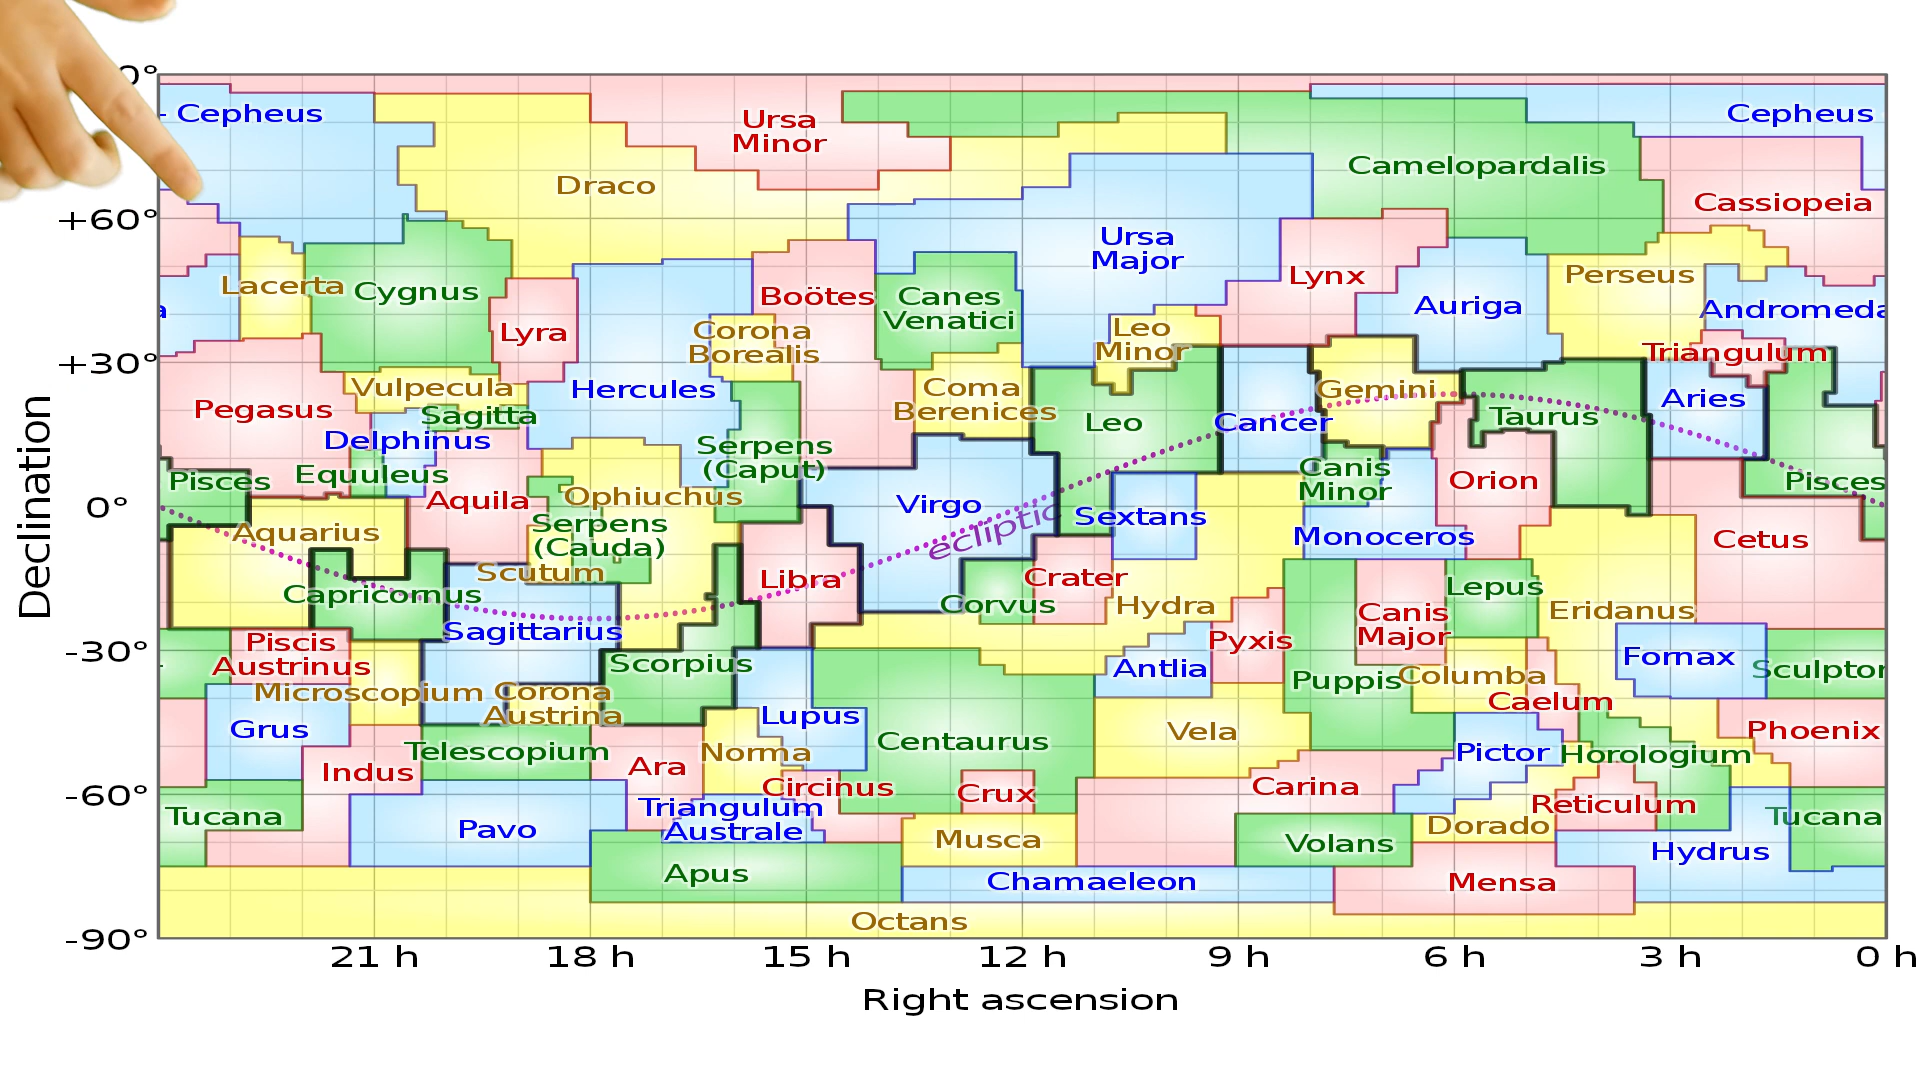 0°
Cepheus
Ursa
Minor
Cepheus
Camelopardalis
Draco
Cassiopeia
+60°
Ursa
Major
Lynx
Perseus
Lacerta
Cygnus
Boötes
Canes
Venatici
Auriga
Andromeda
a
Lyra
Corona
Borealis
Leo
Minor
Triangulum
+30°
Vulpecula
Hercules
Coma
Berenices
Gemini
Aries
Pegasus
Sagitta
Leo
Cancer
Taurus
Delphinus
Serpens
(Caput)
Pisces
Equuleus
Canis
Minor
Orion
Pisces
Aquila
Ophiuchus
Virgo
0°
Sextans
Aquarius
Serpens
(Cauda)
ecliptic
Monoceros
Cetus
Scutum
Libra
Crater
Lepus
Capricornus
Corvus
Hydra
Canis
Major
Eridanus
Sagittarius
Piscis
Austrinus
Pyxis
-30°
Scorpius
Antlia
Fornax
Sculptor
Puppis
Columba
Microscopium
Corona
Austrina
Caelum
Grus
Lupus
Vela
Phoenix
Centaurus
Telescopium
Norma
Pictor
Horologium
Indus
Ara
Circinus
Crux
Carina
-60°
Triangulum
Australe
Reticulum
Tucana
Pavo
Musca
Volans
Dorado
Tucana
Hydrus
Apus
Chamaeleon
Mensa
Octans
-90°
21 h
18 h
15 h
12 h
9 h
6 h
3 h
0 h
Right ascension
Declination